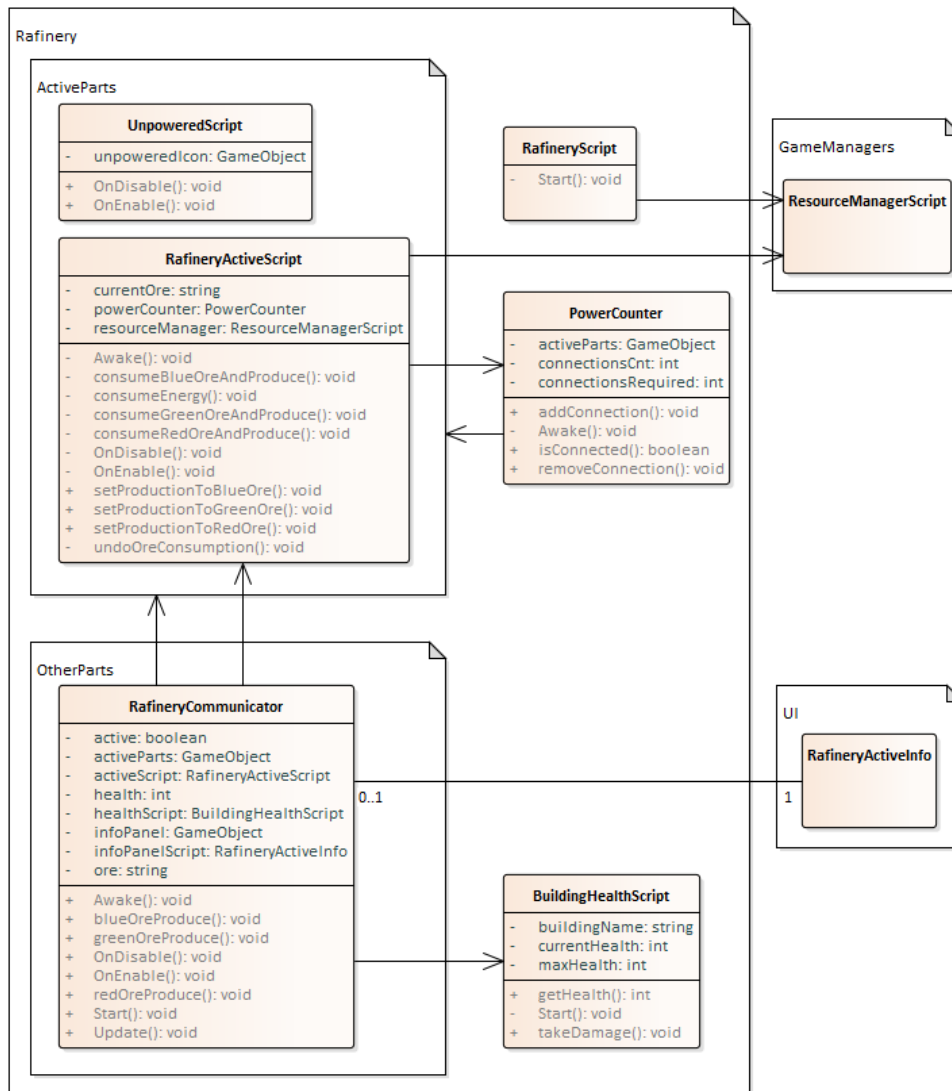 Rafinery
ActiveParts
UnpoweredScript
- unpoweredIcon: GameObject
+ OnDisable(): void
+ OnEnable(): void
RafineryActiveScript
- currentOre: string
- powerCounter: PowerCounter
- resourceManager: ResourceManagerScript
- Awake(): void
- consumeBlueOreAndProduce(): void
- consumeEnergy(): void
- consumeGreenOreAndProduce(): void
- consumeRedOreAndProduce(): void
- OnDisable(): void
- OnEnable(): void
+ setProductionToBlueOre(): void
+ setProductionToGreenOre(): void
+ setProductionToRedOre(): void
- undoOreConsumption(): void
RafineryScript
- Start(): void
GameManagers
ResourceManagerScript
PowerCounter
- activeParts: GameObject
- connectionsCnt: int
- connectionsRequired: int
+ addConnection(): void
- Awake(): void
+ isConnected(): boolean
+ removeConnection(): void
OtherParts
RafineryCommunicator
- active: boolean
- activeParts: GameObject
- activeScript: RafineryActiveScript
- health: int
- healthScript: BuildingHealthScript
- infoPanel: GameObject
- infoPanelScript: RafineryActiveInfo
- ore: string
+ Awake(): void
+ blueOreProduce(): void
+ greenOreProduce(): void
+ OnDisable(): void
+ OnEnable(): void
+ redOreProduce(): void
+ Start(): void
+ Update(): void
0..1
1
UI
RafineryActiveInfo
BuildingHealthScript
- buildingName: string
- currentHealth: int
- maxHealth: int
+ getHealth(): int
- Start(): void
+ takeDamage(): void